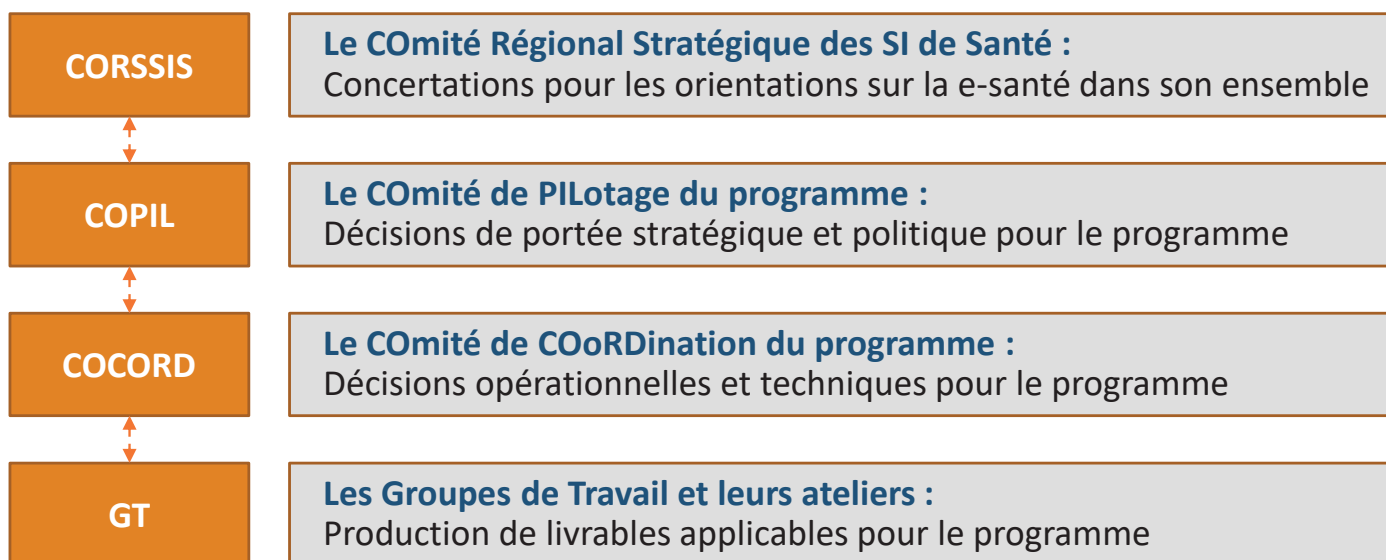 CORSSIS
Le COmité Régional Stratégique des SI de Santé :
Concertations pour les orientations sur la e-santé dans son ensemble
COPIL
Le COmité de PILotage du programme :
Décisions de portée stratégique et politique pour le programme
COCORD
Le COmité de COoRDination du programme :
Décisions opérationnelles et techniques pour le programme
GT
Les Groupes de Travail et leurs ateliers :
Production de livrables applicables pour le programme